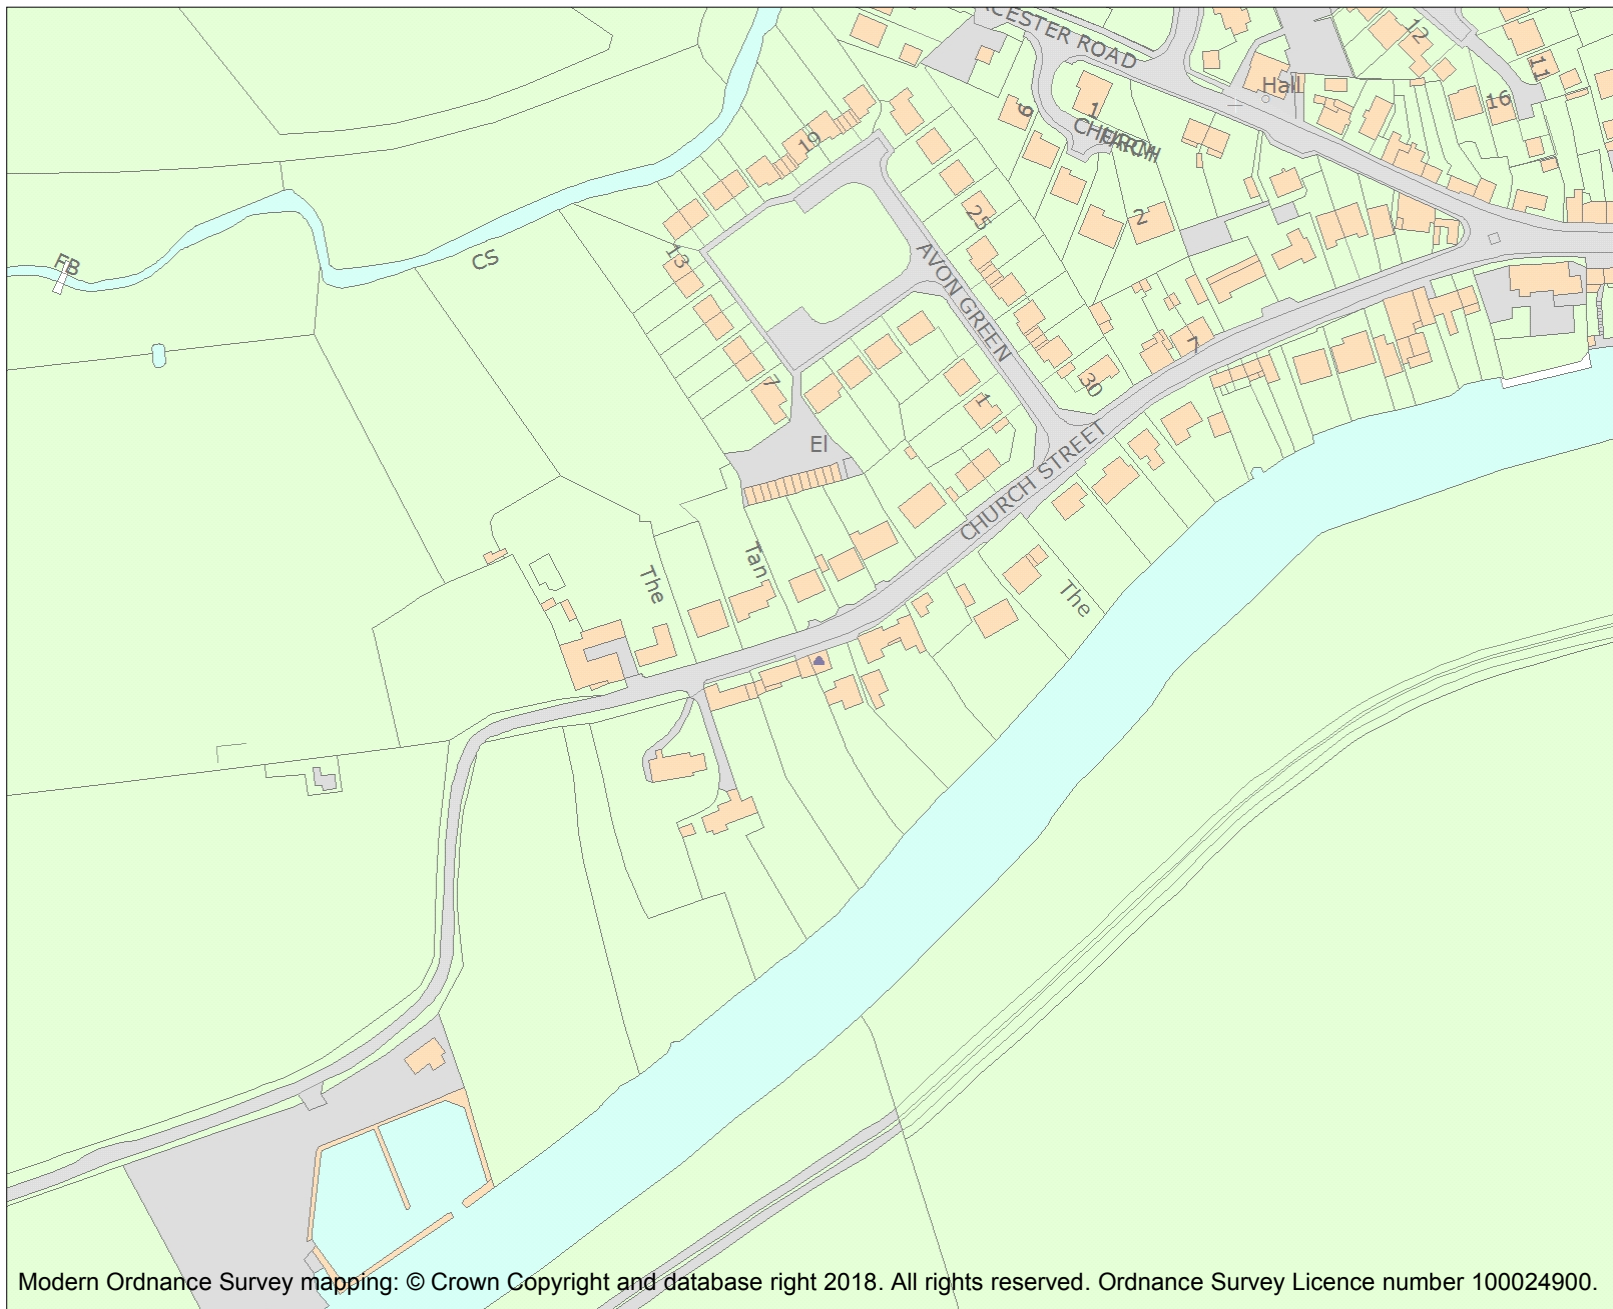 CESTER ROAD
12
11
Hall
16
1
9
CHURCH
FARM
19
2
25
13
FB
CS
AVON GREEN
7
7
30
1
El
CHURCH STREET
Tan
The
The
Modern Ordnance Survey mapping: © Crown Copyright and database right 2018. All rights reserved. Ordnance Survey Licence number 100024900.